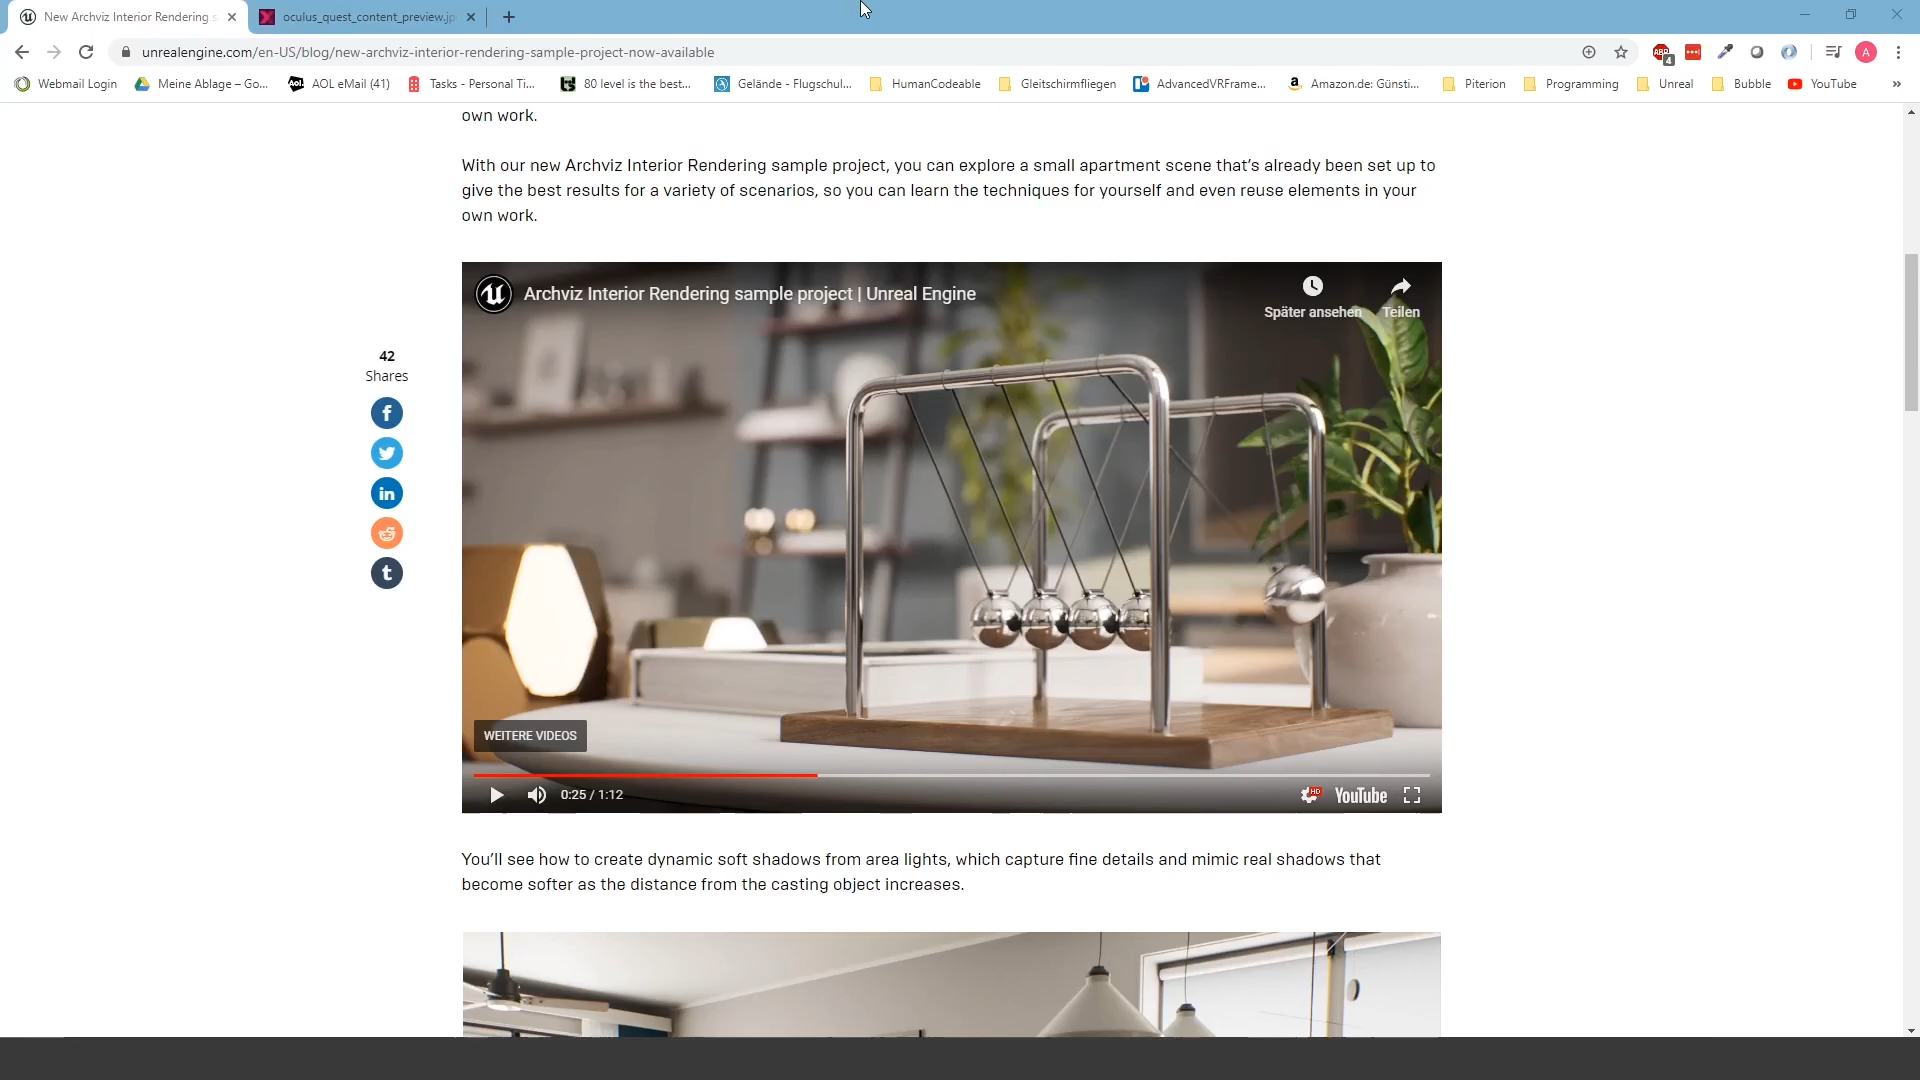 New Archviz Interior Rendering s
oculus_quest_content_preview.jp
unrealengine.com/en-US/blog/new-archviz-interior-rendering-sample-project-now-available
ABP
4
A
Webmail Login
Meine Ablage – Go...
Aol.
AOL eMail (41)
Tasks - Personal Ti...
80 level is the best...
Gelände - Flugschul...
HumanCodeable
Gleitschirmfliegen
AdvancedVRFrame...
Amazon.de: Günsti...
Piterion
Programming
Unreal
Bubble
YouTube
»
own work.
With our new Archviz Interior Rendering sample project, you can explore a small apartment scene that’s already been set up to
give the best results for a variety of scenarios, so you can learn the techniques for yourself and even reuse elements in your
own work.
Archviz Interior Rendering sample project | Unreal Engine
Später ansehen
Teilen
42
Shares
WEITERE VIDEOS
0:25 / 1:12
HD
YouTube
You’ll see how to create dynamic soft shadows from area lights, which capture fine details and mimic real shadows that
become softer as the distance from the casting object increases.